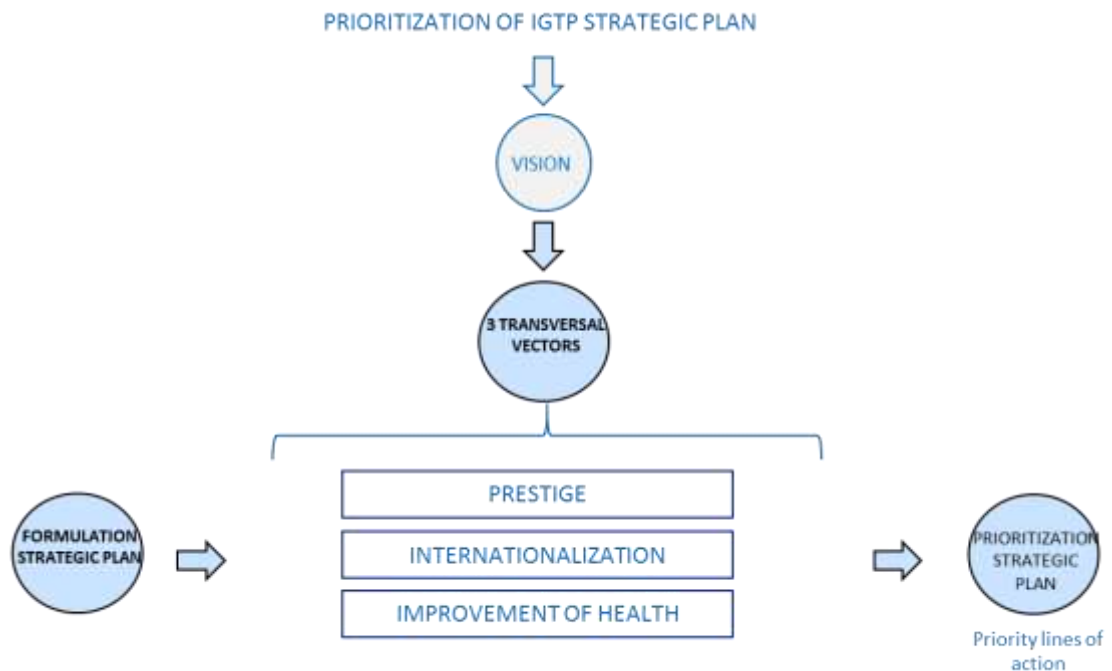 PRIORITIZATION OF IGTP STRATEGIC PLAN
VISION
3 TRANSVERSAL
VECTORS
PRESTIGE
INTERNATIONALIZATION
IMPROVEMENT OF HEALTH
FORMULATION
STRATEGIC PLAN
PRIORITIZATION
STRATEGIC
PLAN
Priority lines of
action